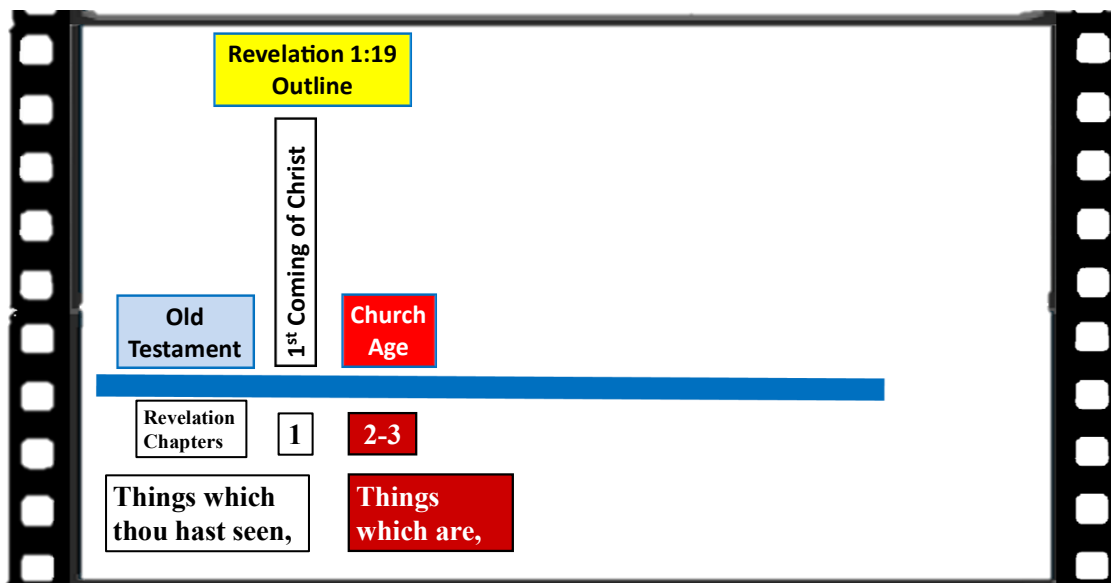 Revelation 1:19
Outline
1st Coming of Christ
Old
Testament
Church
Age
Revelation
Chapters
1
2-3
Things which
thou hast seen,
Things
which are,